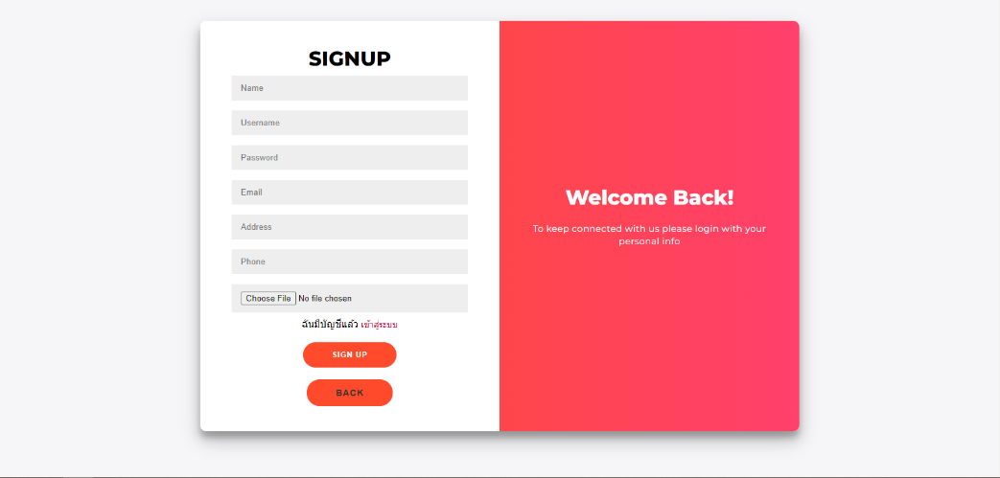 SIGNUP
Name
Username
Password
Email
Address
Phone
Choose File No file chosen
ฉันมีบัญชีแล้ว เข้าสู่ระบบ
SIGN UP
BACK
Welcome Back!
To keep connected with us please login with your
personal info